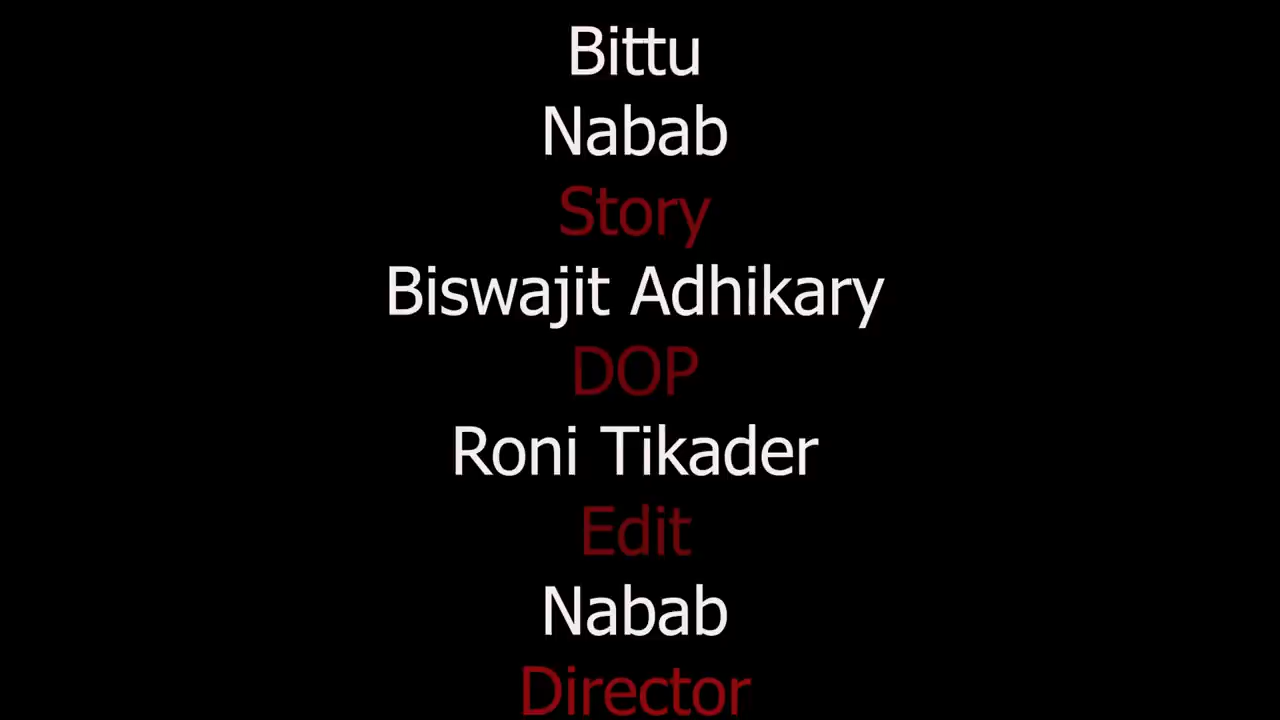 Bittu
Nabab
Story
Biswajit Adhikary
DOP
Roni Tikader
Edit
Nabab
Director